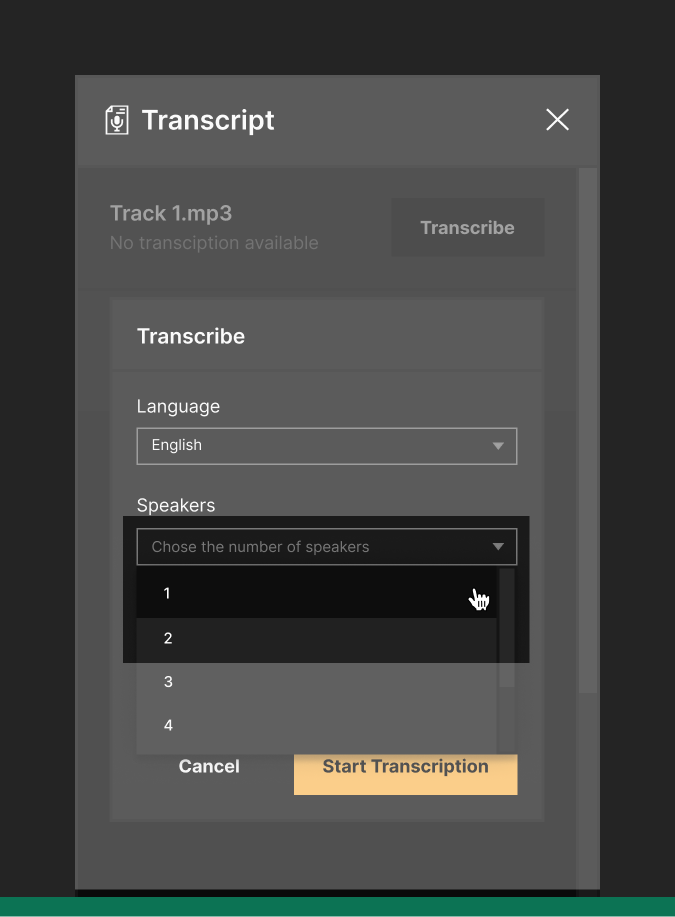 Transcript
Track 1.mp3
Transcribe
No transciption available
Transcribe
Language
English
Speakers
Chose the number of speakers
1
2
3
4
Cancel
Start Transcription